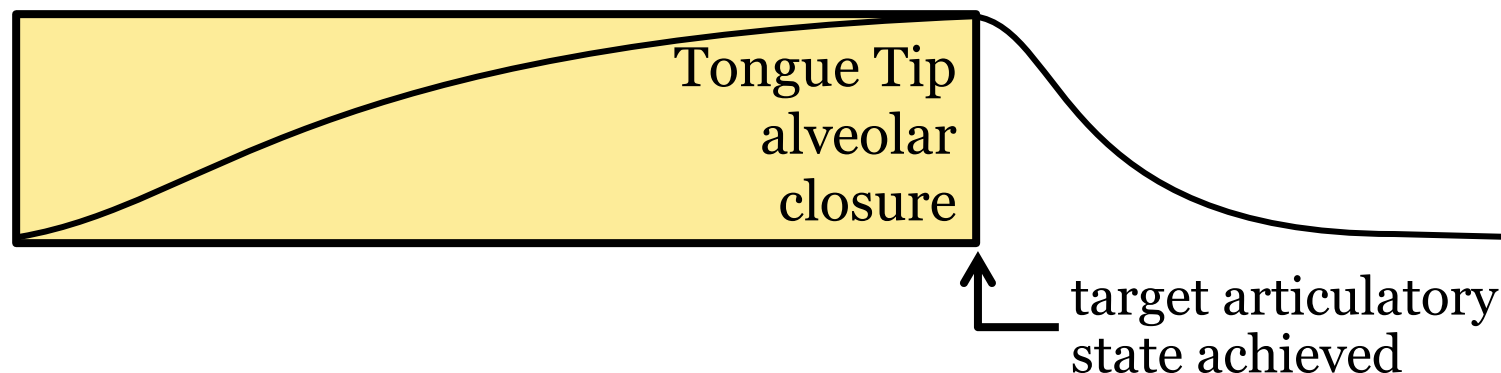 Tongue Tip
alveolar
closure
target articulatory
state achieved